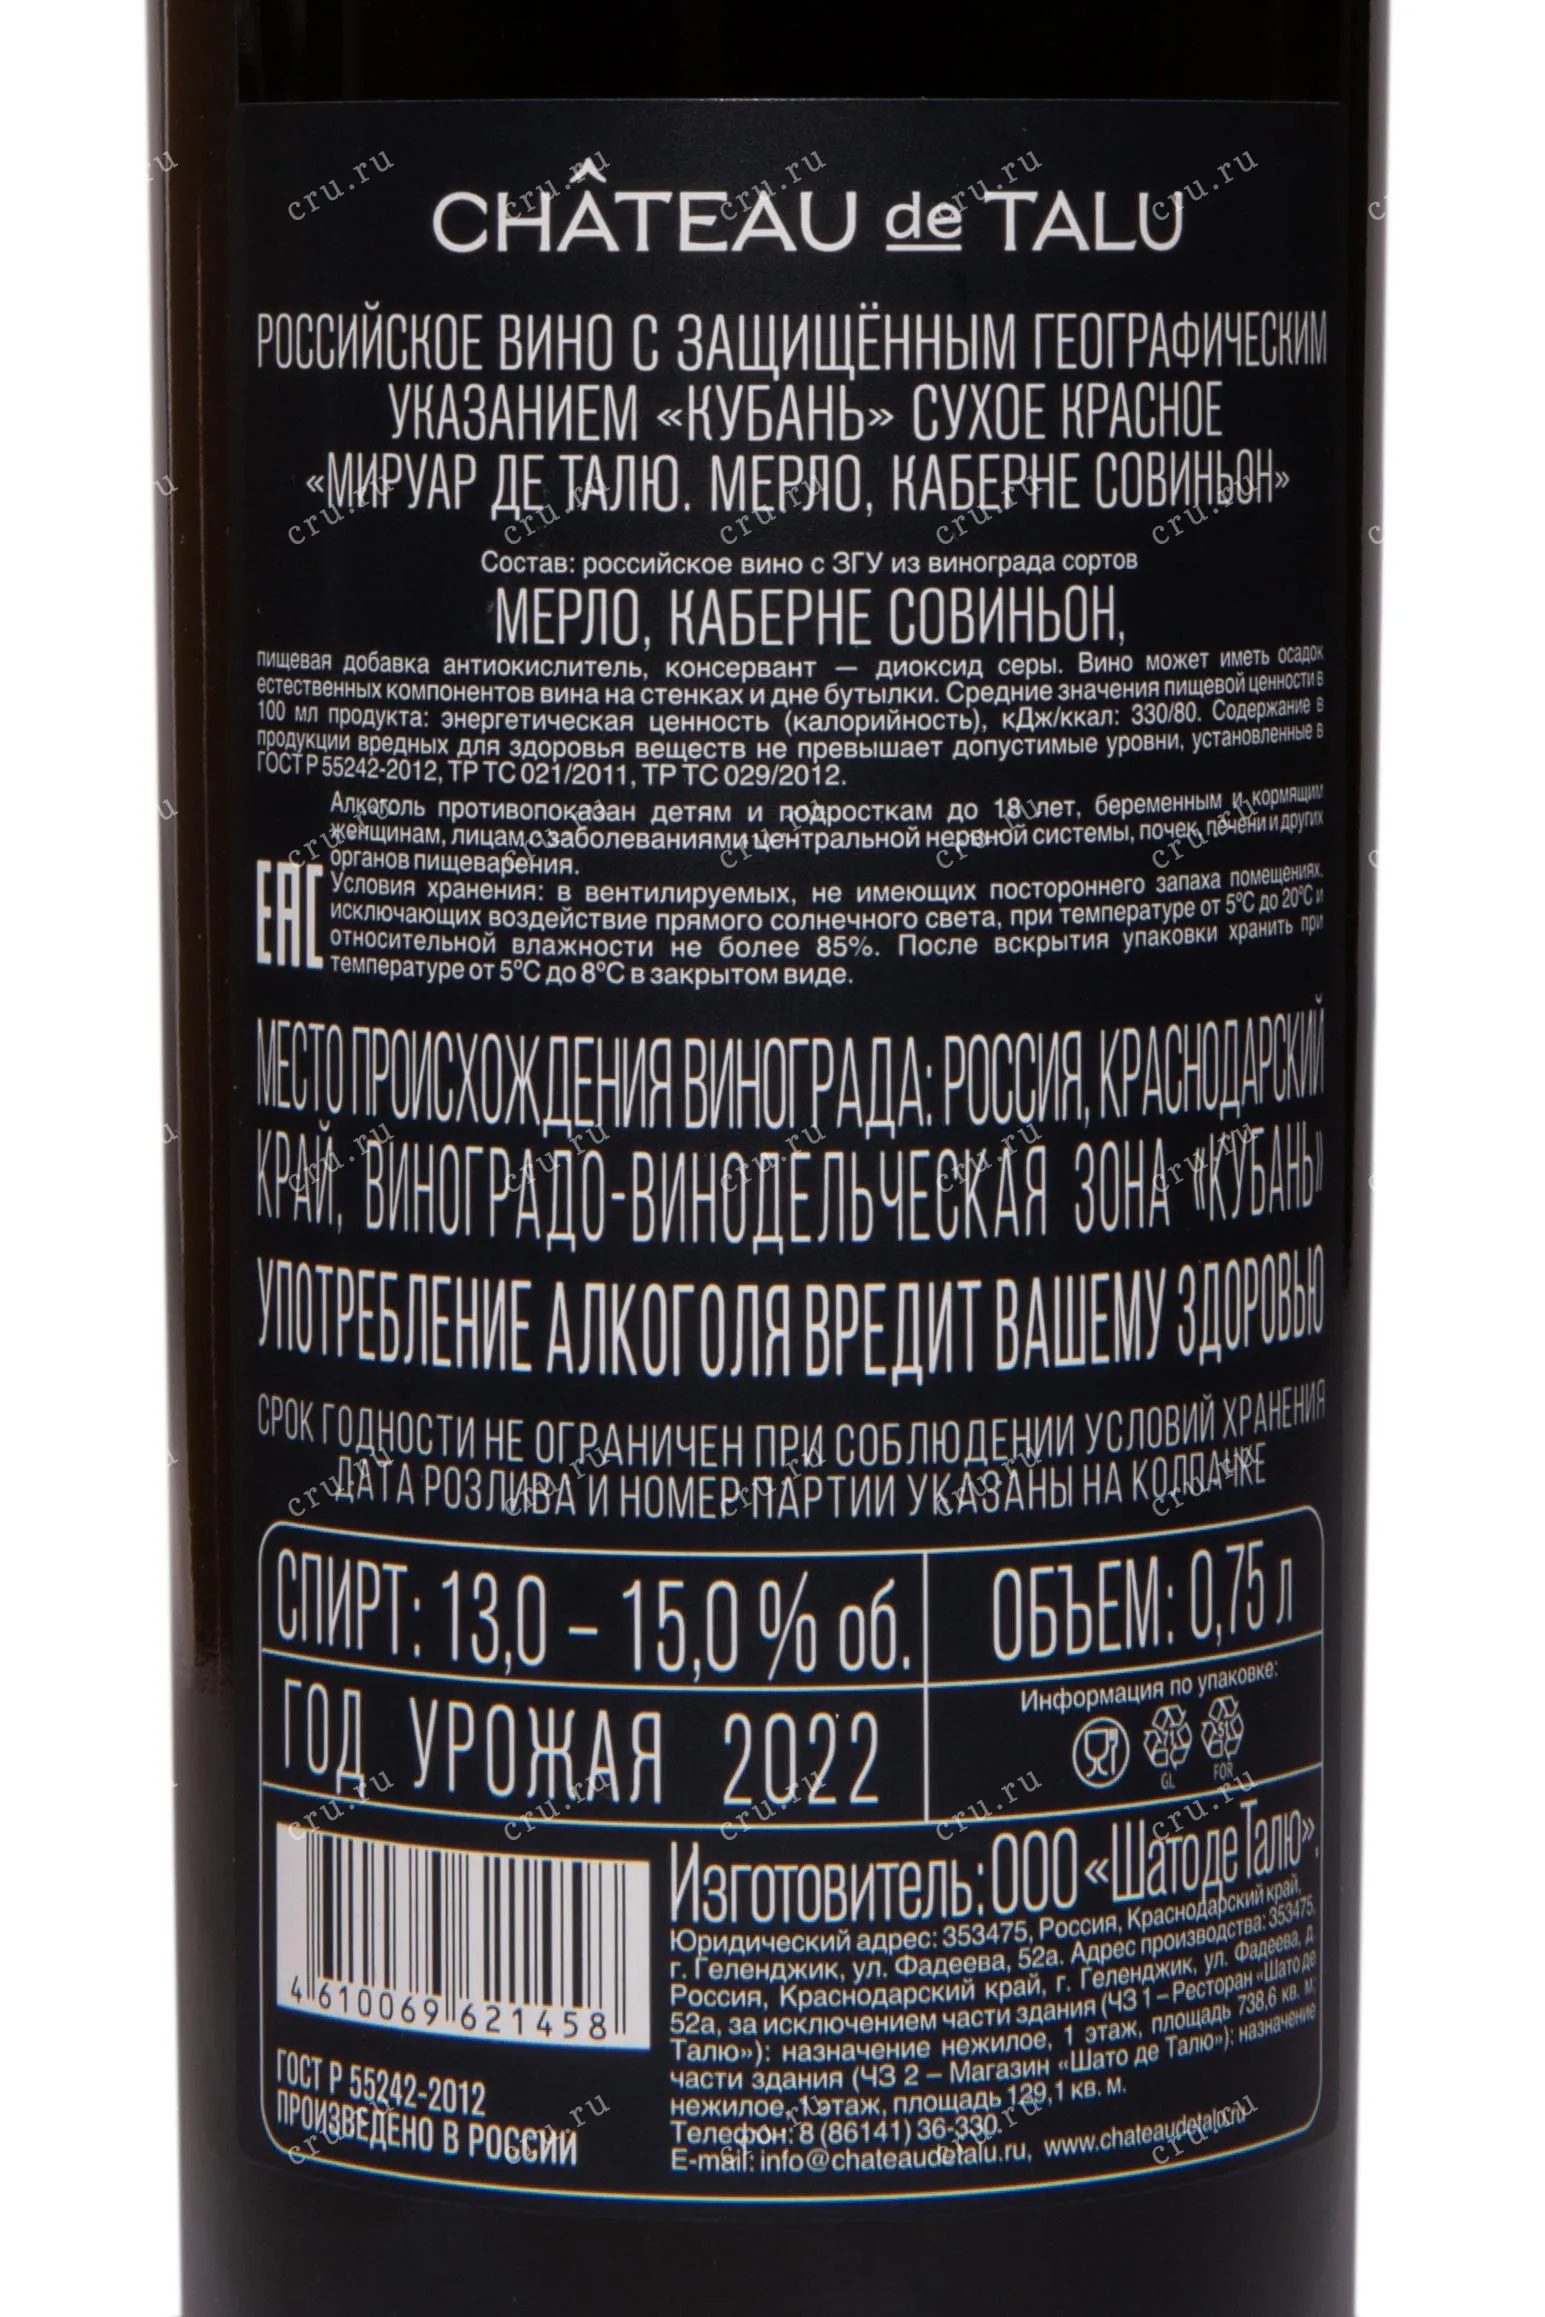 CHÂTEAU de TALU
РОССИЙСКОЕ ВИНО С ЗАЩИЩЁННЫМ ГЕОГРАФИЧЕСКИМ
УКАЗАНИЕМ «КУБАНЬ» СУХОЕ КРАСНОЕ
«МИРУАР ДЕ ТАЛЮ. МЕРЛО, КАБЕРНЕ СОВИНЬОН»
Состав: российское вино с ЗГУ из винограда сортов
МЕРЛО, КАБЕРНЕ СОВИНЬОН,
пищевая добавка антиокислитель, консервант — диоксид серы. Вино может иметь осадок
естественных компонентов вина на стенках и дне бутылки. Средние значения пищевой ценности в
100 мл продукта: энергетическая ценность (калорийность), кДж/ккал: 330/80. Содержание в
продукции вредных для здоровья веществ не превышает допустимые уровни, установленные в
ГОСТ Р 55242-2012, ТР ТС 021/2011, ТР ТС 029/2012.
Алкоголь противопоказан детям и подросткам до 18 лет, беременным и кормящим
женщинам, лицам с заболеваниями центральной нервной системы, почек, печени и других
органов пищеварения.
EAC
Условия хранения: в вентилируемых, не имеющих постороннего запаха помещениях,
исключающих воздействие прямого солнечного света, при температуре от 5°С до 20°С и
относительной влажности не более 85%. После вскрытия упаковки хранить при
температуре от 5°С до 8°С в закрытом виде.
МЕСТО ПРОИСХОЖДЕНИЯ ВИНОГРАДА: РОССИЯ, КРАСНОДАРСКИЙ
КРАЙ, ВИНОГРАДО-ВИНОДЕЛЬЧЕСКАЯ ЗОНА «КУБАНЬ»
УПОТРЕБЛЕНИЕ АЛКОГОЛЯ ВРЕДИТ ВАШЕМУ ЗДОРОВЬЮ
СРОК ГОДНОСТИ НЕ ОГРАНИЧЕН ПРИ СОБЛЮДЕНИИ УСЛОВИЙ ХРАНЕНИЯ
ДАТА РОЗЛИВА И НОМЕР ПАРТИИ УКАЗАНЫ НА КОЛПАЧКЕ
СПИРТ: 13,0 – 15,0 % об.
ОБЪЕМ: 0,75 л
ГОД УРОЖАЯ 2022
Информация по упаковке:
71 51
GL FOR
4 610069 621458
ГОСТ Р 55242-2012
ПРОИЗВЕДЕНО В РОССИИ
Изготовитель: ООО «Шато де Талю».
Юридический адрес: 353475, Россия, Краснодарский край,
г. Геленджик, ул. Фадеева, 52а. Адрес производства: 353475,
Россия, Краснодарский край, г. Геленджик, ул. Фадеева, д.
52а, за исключением части здания (ЧЗ 1 – Ресторан «Шато де
Талю»): назначение нежилое, 1 этаж, площадь 738,6 кв. м;
части здания (ЧЗ 2 – Магазин «Шато де Талю»): назначение
нежилое, 1 этаж, площадь 129,1 кв. м.
Телефон: 8 (86141) 36-330.
E-mail: info@chateaudetalu.ru, www.chateaudetalu.ru
cru.ru